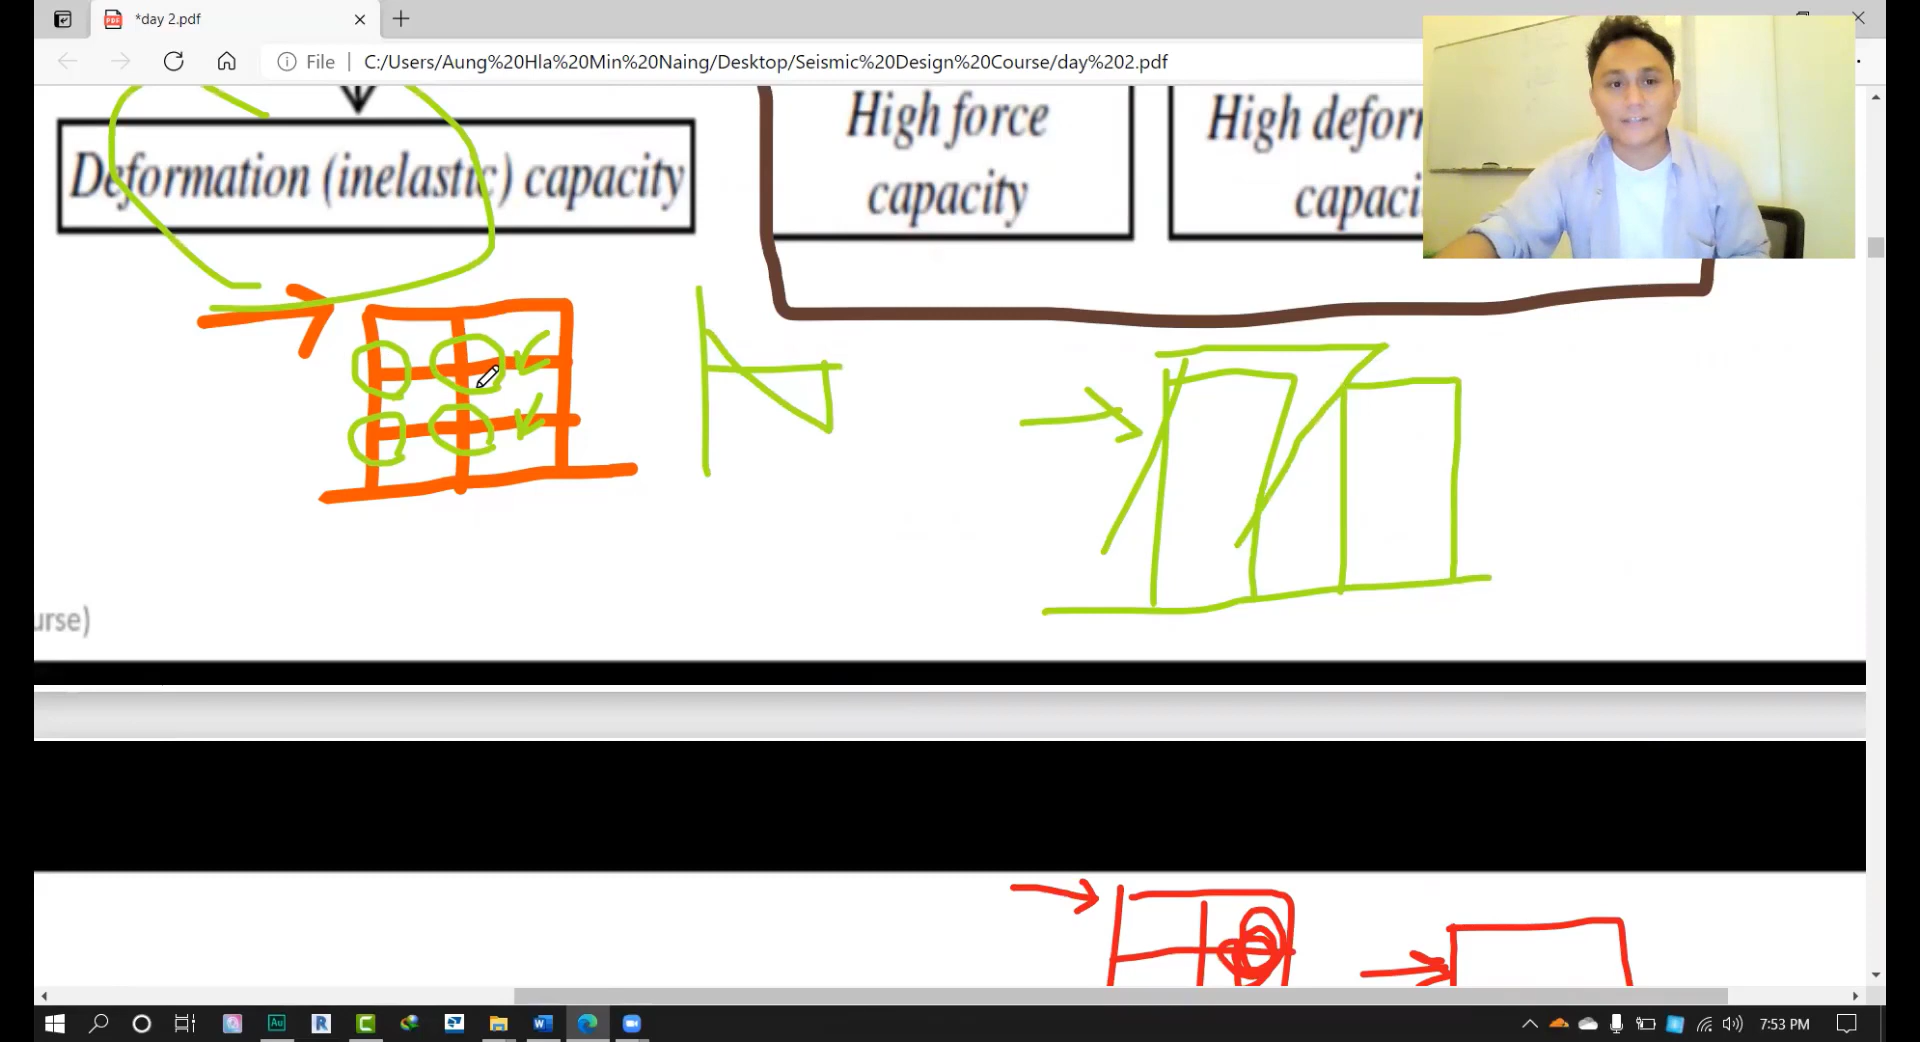 *day 2.pdf
File
C:/Users/Aung%20Hla%20Min%20Naing/Desktop/Seismic%20Design%20Course/day%202.pdf
Deformation (inelastic) capacity
High force
capacity
High deforn
capaci
urse)
7:53 PM